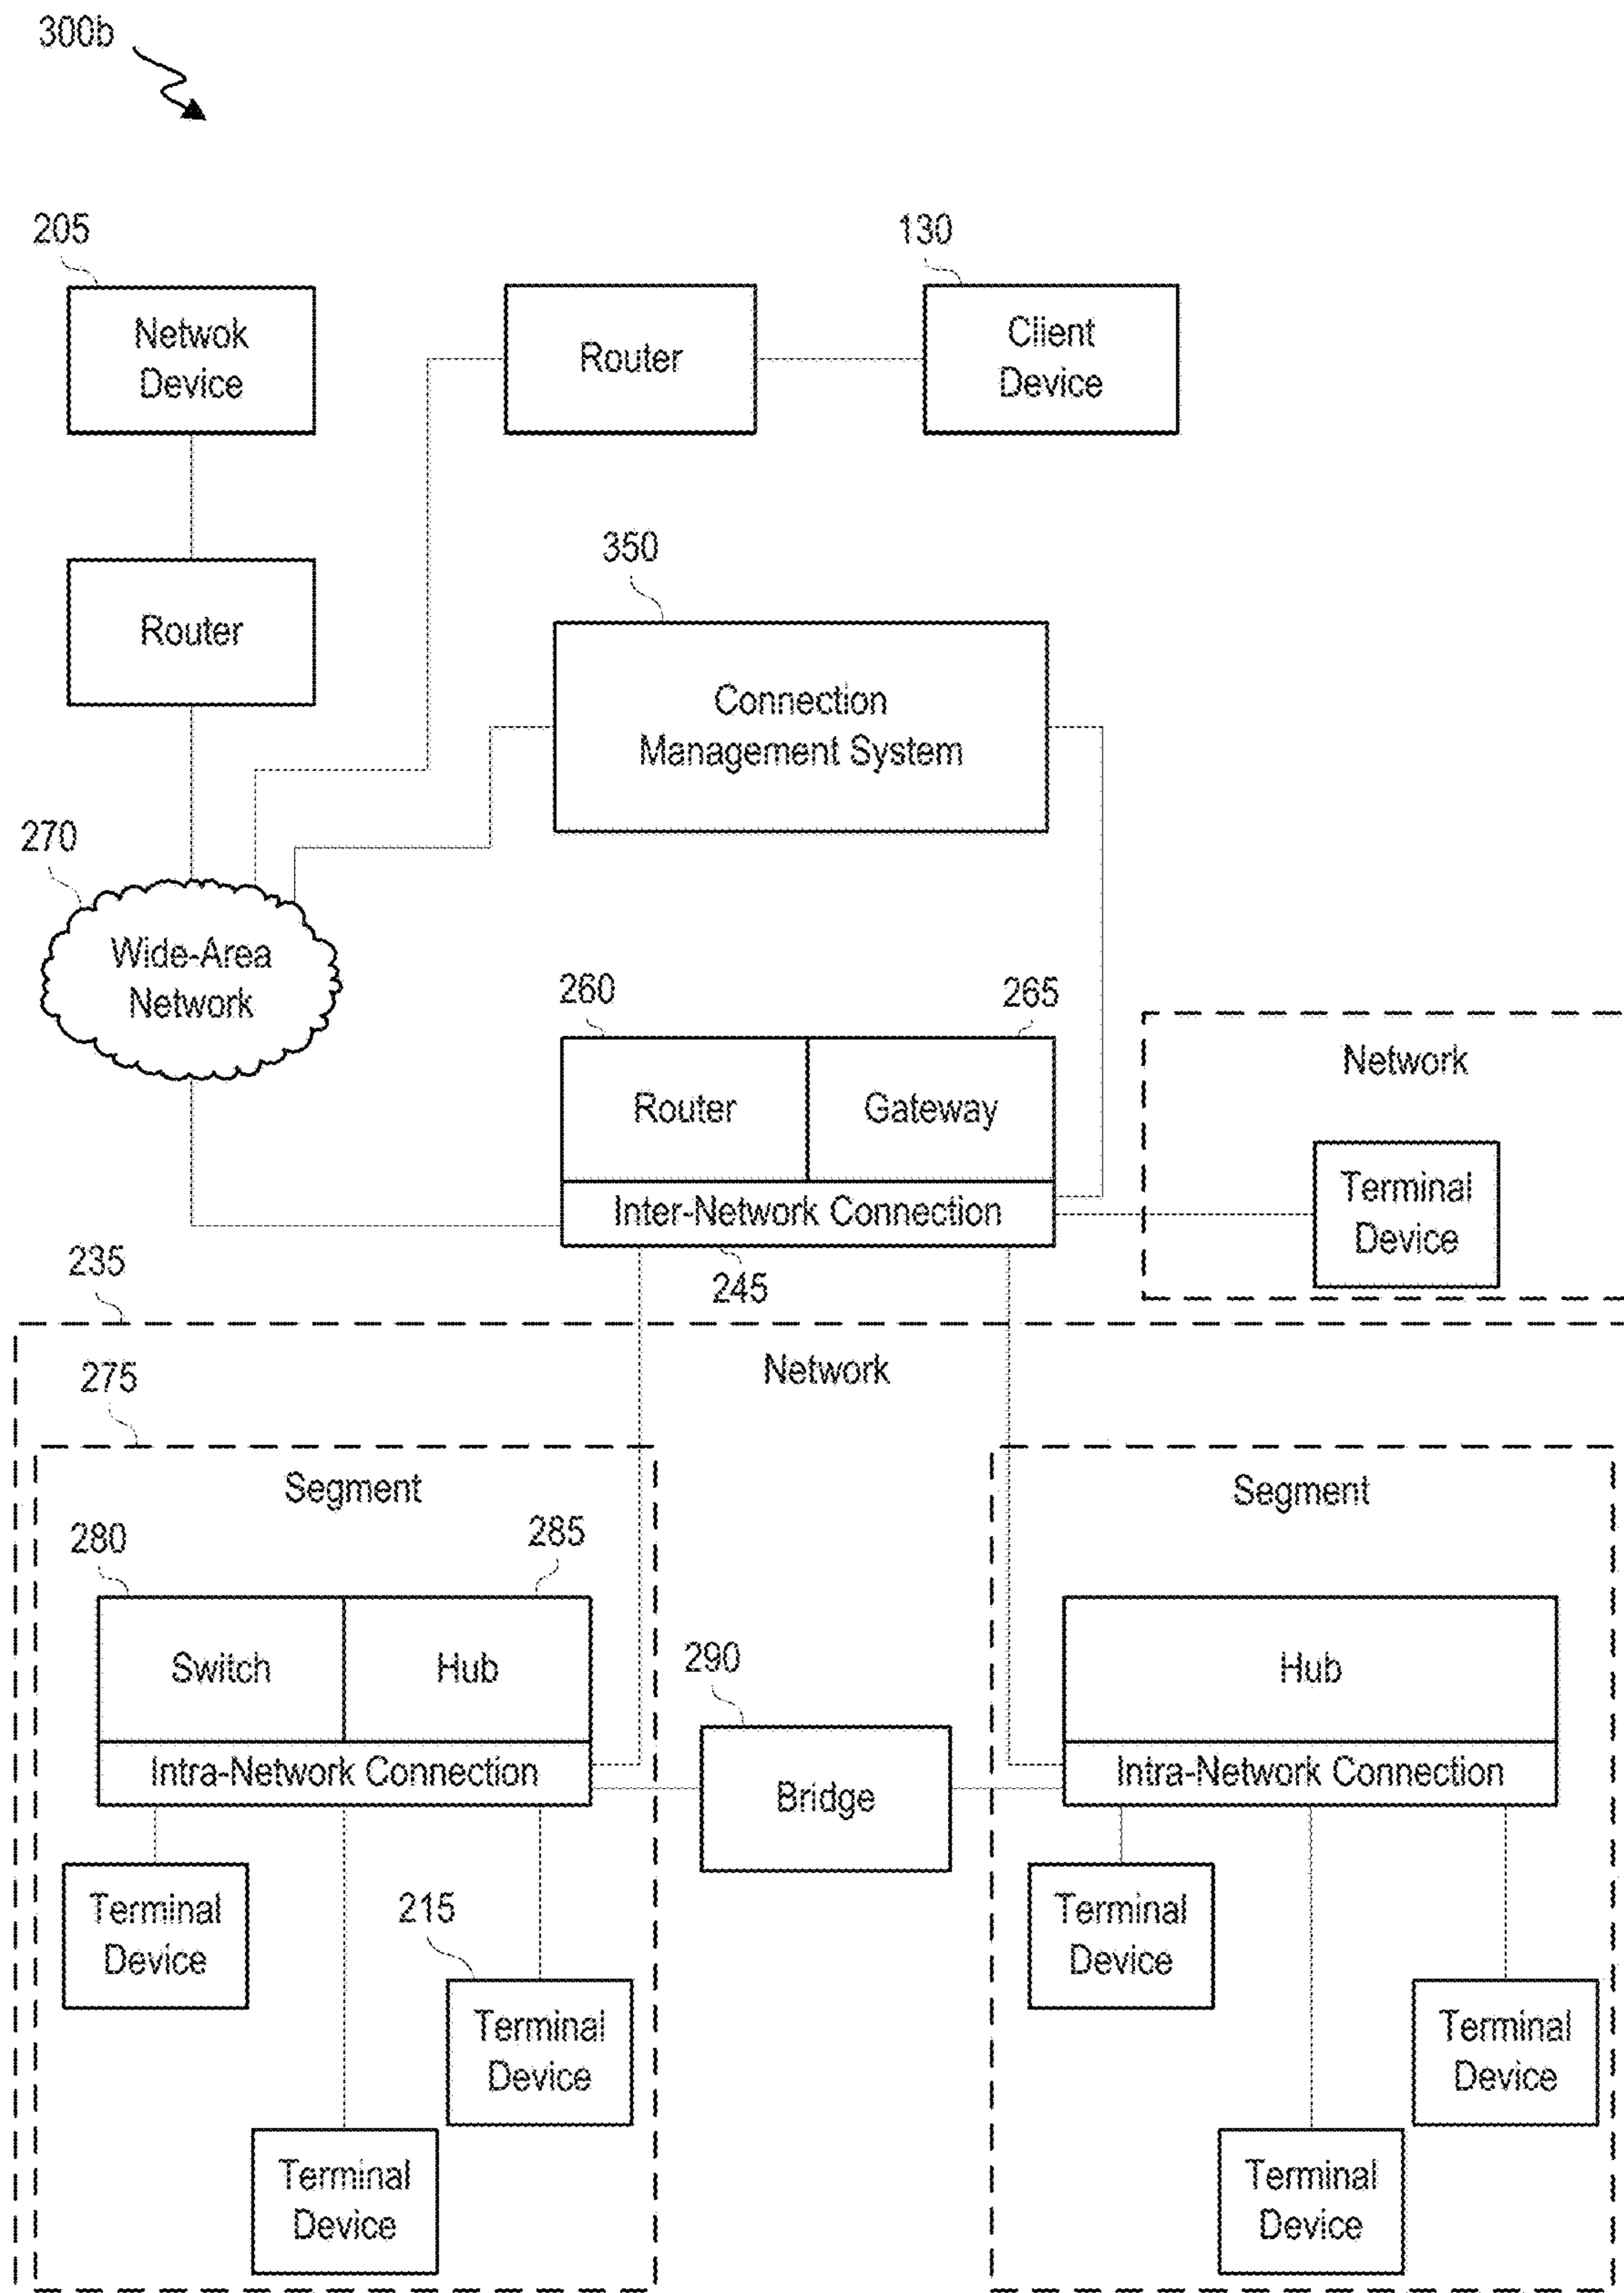 300b
205
130
Netwok
Device
Router
Client
Device
350
Router
Connection
Management System
270
Wide-Area
Network
260
265
Router
Gateway
Inter-Network Connection
245
Network
Terminal
Device
235
Network
275
Segment
Segment
280
285
Switch
Hub
Intra-Network Connection
290
Bridge
Hub
Intra-Network Connection
Terminal
Device
215
Terminal
Device
Terminal
Device
Terminal
Device
Terminal
Device
Terminal
Device